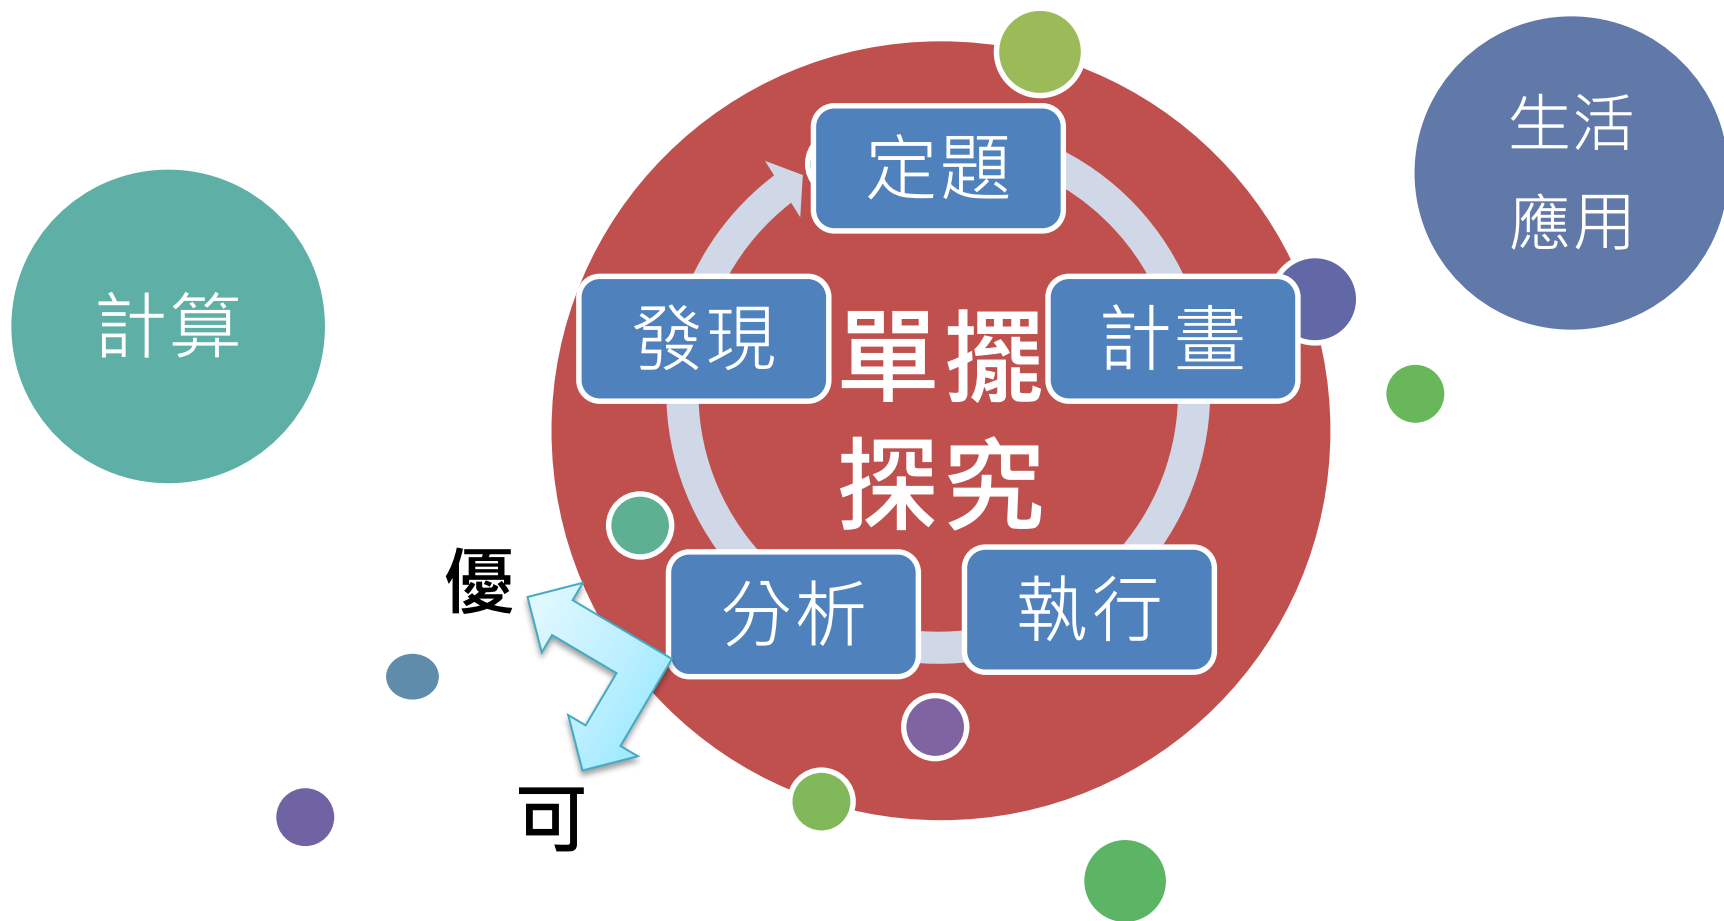 定題
計畫
執行
分析
發現
單擺
探究
計算
生活
應用
優
可